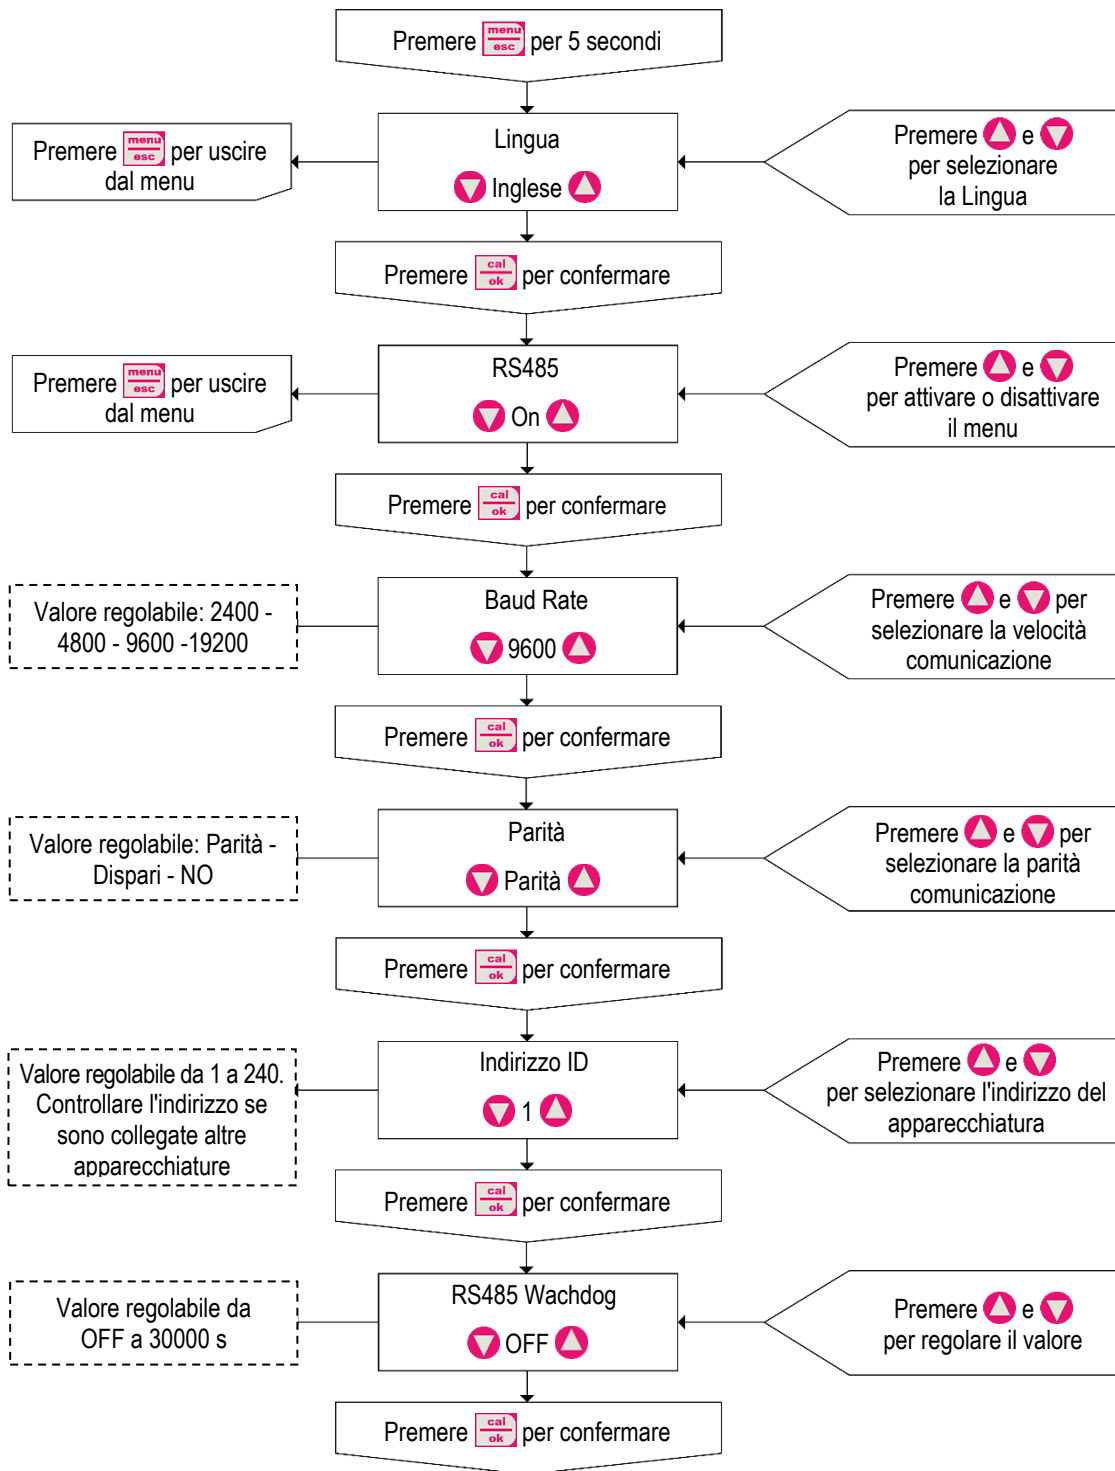 Premere menu esc per 5 secondi
Premere menu esc per uscire
dal menu
Lingua
Inglese
Premere e
per selezionare
la Lingua
Premere cal ok per confermare
Premere menu esc per uscire
dal menu
RS485
On
Premere e
per attivare o disattivare
il menu
Premere cal ok per confermare
Valore regolabile: 2400 -
4800 - 9600 -19200
Baud Rate
9600
Premere e per
selezionare la velocità
comunicazione
Premere cal ok per confermare
Valore regolabile: Parità -
Dispari - NO
Parità
Parità
Premere e per
selezionare la parità
comunicazione
Premere cal ok per confermare
Valore regolabile da 1 a 240.
Controllare l'indirizzo se
sono collegate altre
apparecchiature
Indirizzo ID
1
Premere e
per selezionare l'indirizzo del
apparecchiatura
Premere cal ok per confermare
Valore regolabile da
OFF a 30000 s
RS485 Wachdog
OFF
Premere e
per regolare il valore
Premere cal ok per confermare